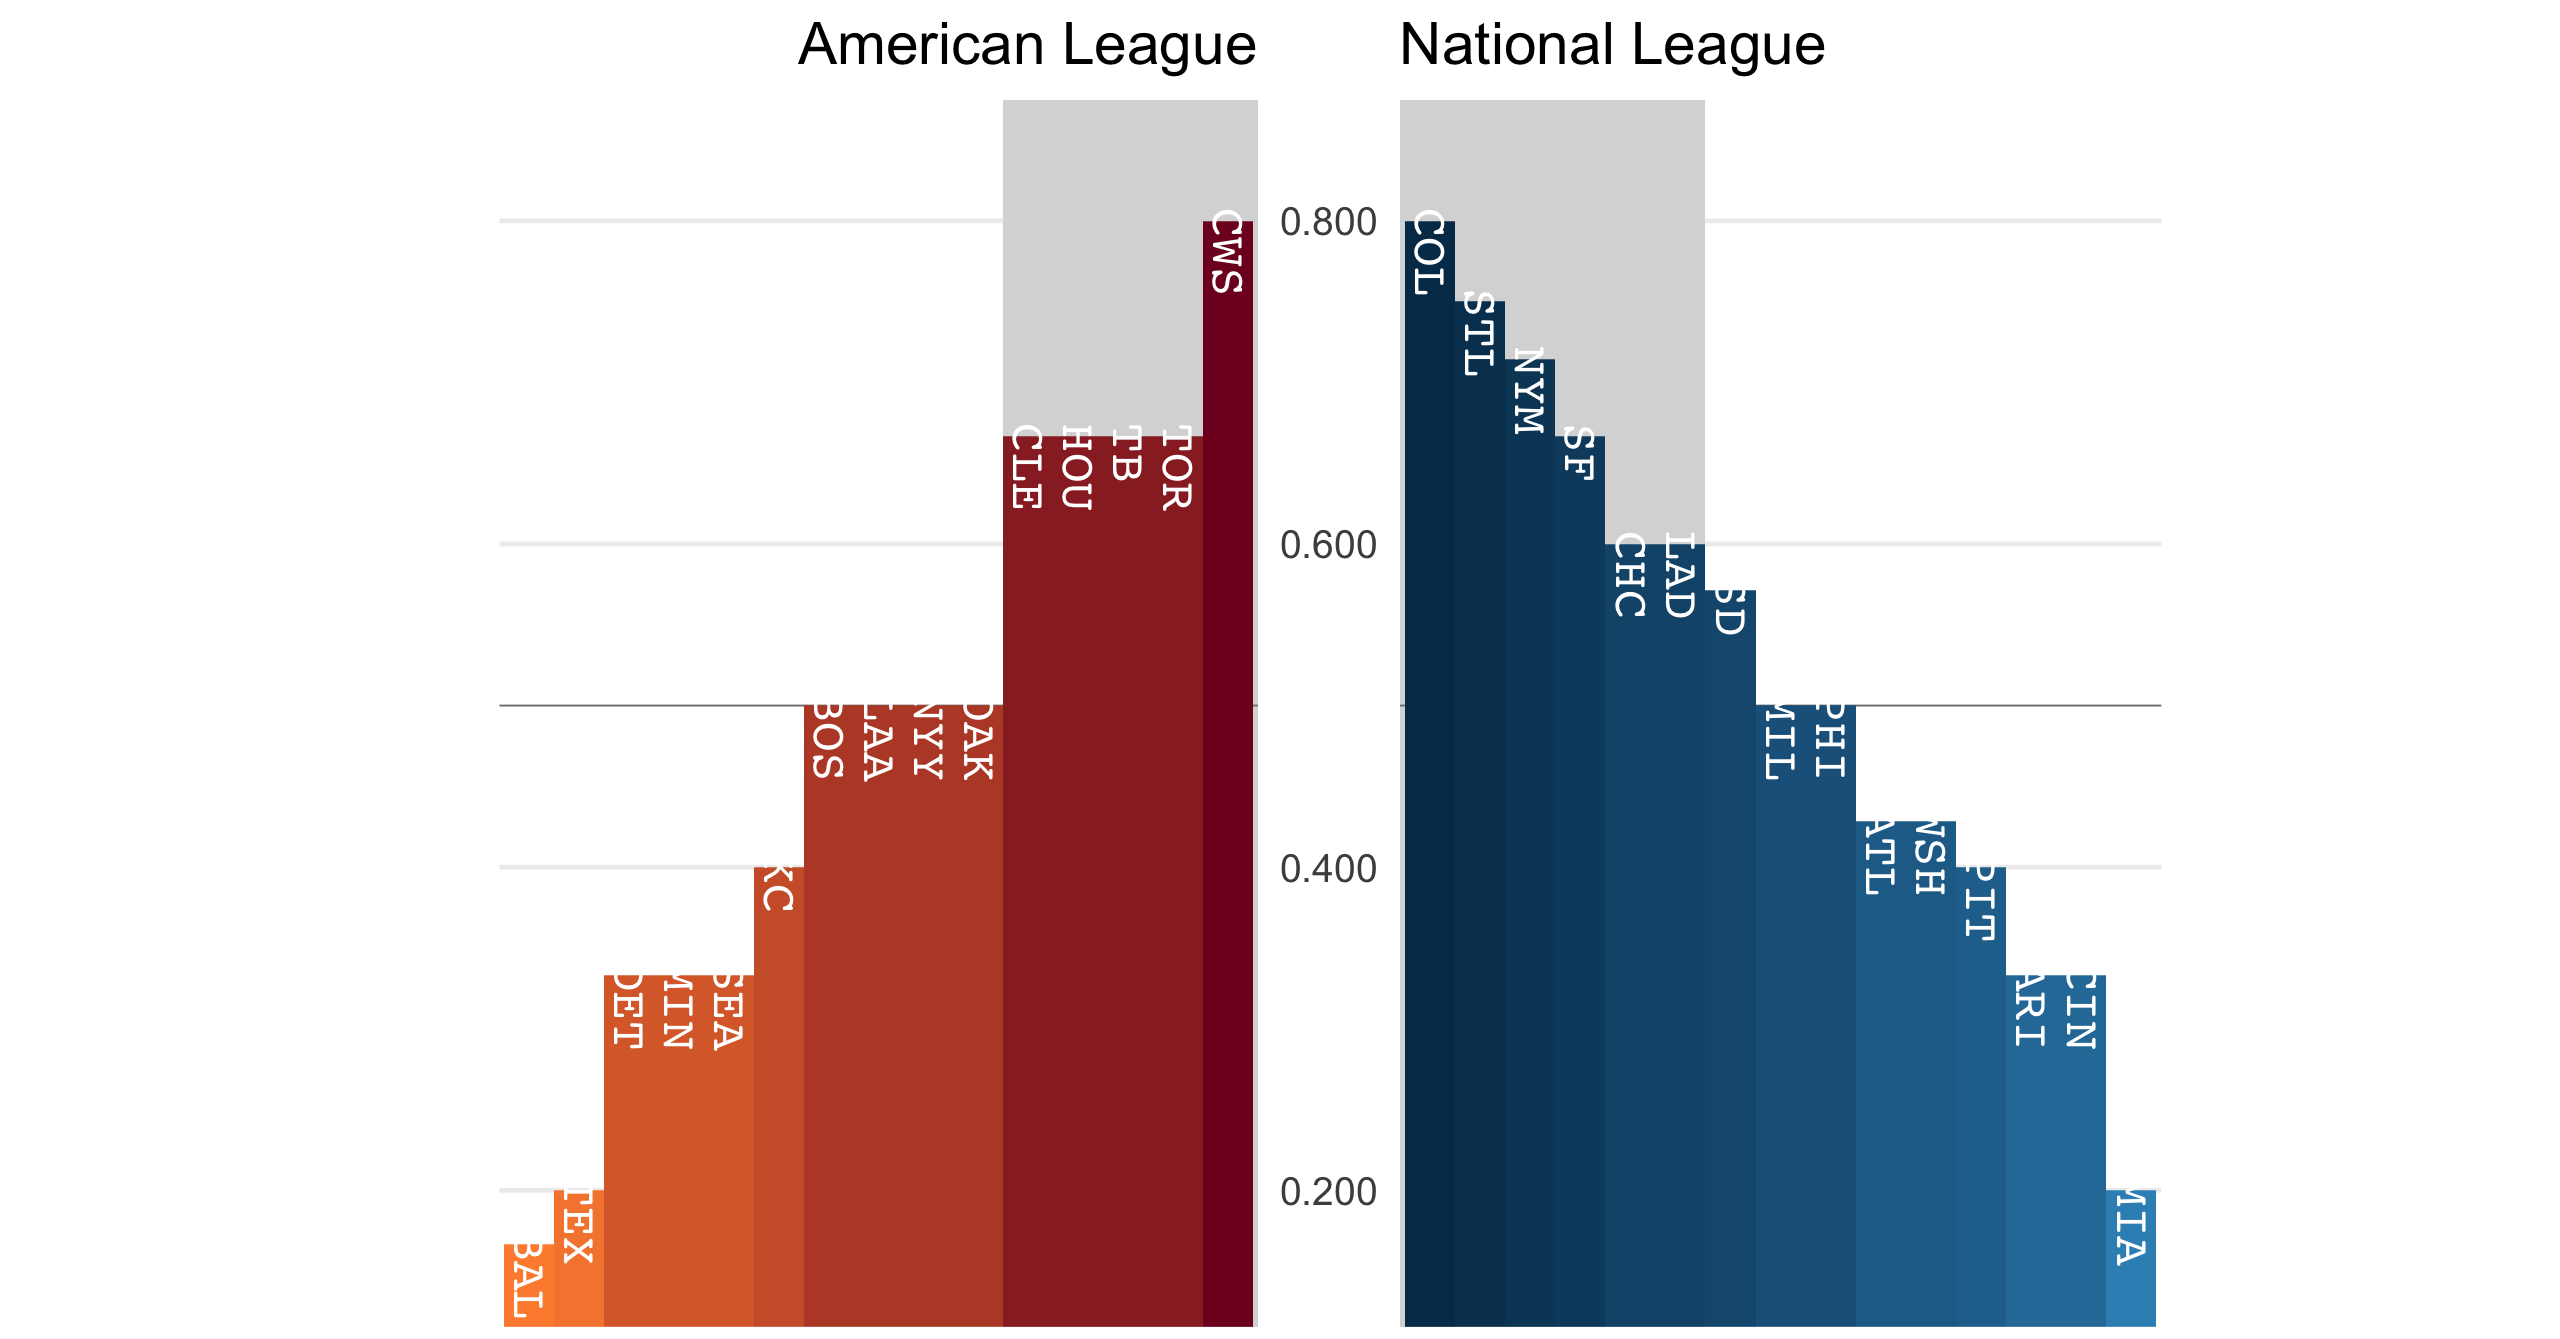 American League
National League
0.800
0.600
0.400
0.200
BAL
TEX
DET
MIN
SEA
KC
BOS
LAA
NYY
OAK
CLE
HOU
TB
TOR
CWS
COL
STL
NYM
SF
CHC
LAD
SD
MIL
PHI
ATL
WSH
PIT
ARI
CIN
MIA